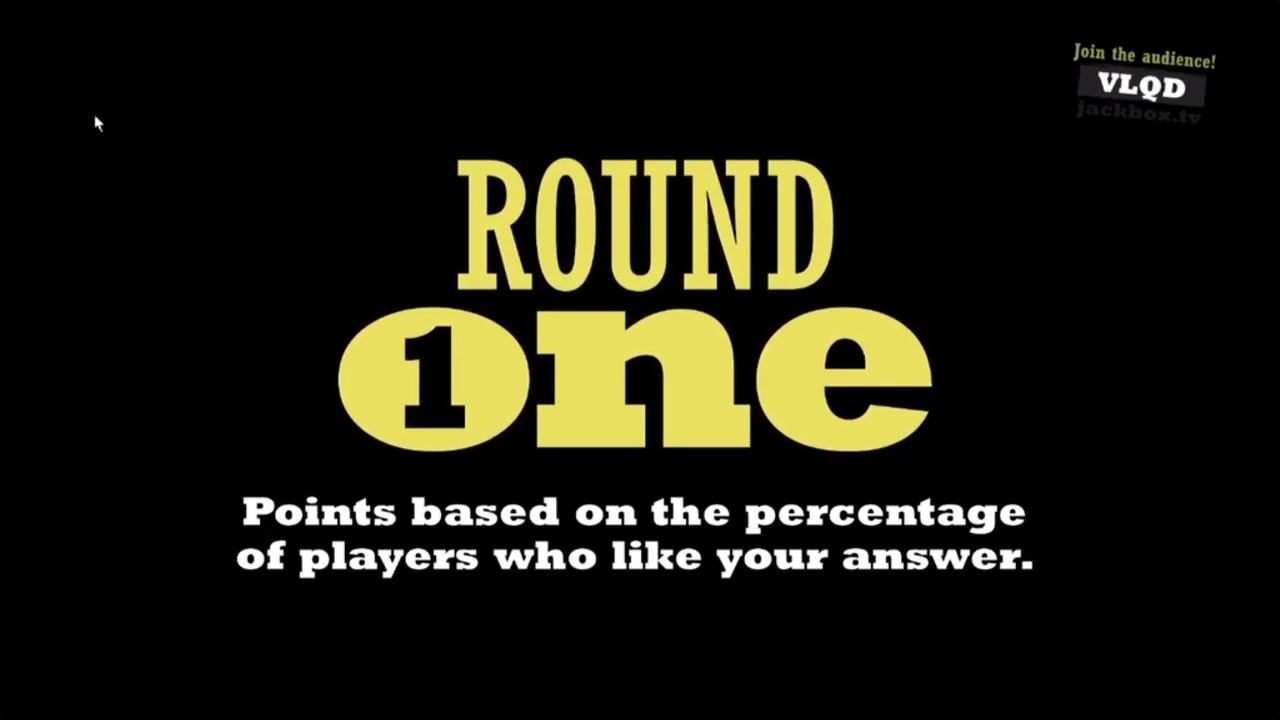 Join the audience!
VLQD
jackbox.tv
ROUND
One
1
Points based on the percentage
of players who like your answer.